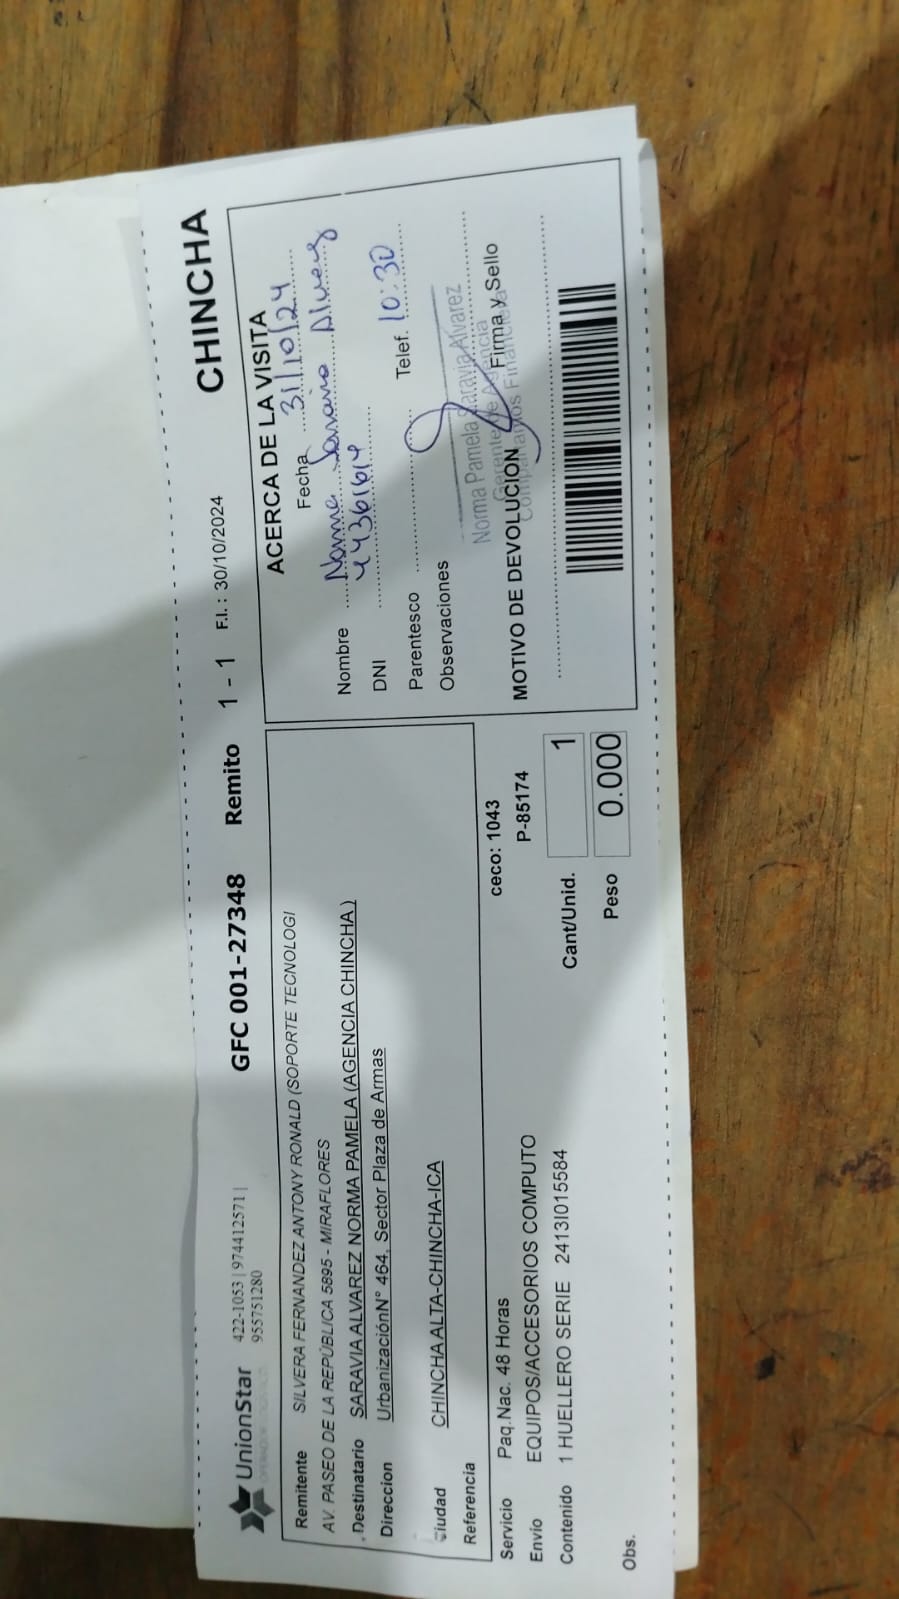 UnionStar
422-1053 | 974412571 |
955751280
GFC 001-27348 Remito 1 - 1 F.I. : 30/10/2024 CHINCHA
Remitente SILVERA FERNANDEZ ANTONY RONALD (SOPORTE TECNOLOGI
AV. PASEO DE LA REPÚBLICA 5895 - MIRAFLORES
Destinatario SARAVIA ALVAREZ NORMA PAMELA (AGENCIA CHINCHA )
Direccion UrbanizaciónN° 464, Sector Plaza de Armas
Ciudad CHINCHA ALTA-CHINCHA-ICA
Referencia
ceco: 1043
Servicio Paq.Nac. 48 Horas
P-85174
Envío EQUIPOS/ACCESORIOS COMPUTO
Contenido 1 HUELLERO SERIE 2413I015584
Cant/Unid. 1
Peso 0.000
Obs.
ACERCA DE LA VISITA
Fecha 31/10/24
Nombre Norma Saravia Alvarez
DNI 44361614
Parentesco Telef. 10:30
Observaciones
Norma Pamela Saravia Alvarez
Gerente de Agencia
Compartamos Financiera
Firma y Sello
MOTIVO DE DEVOLUCION